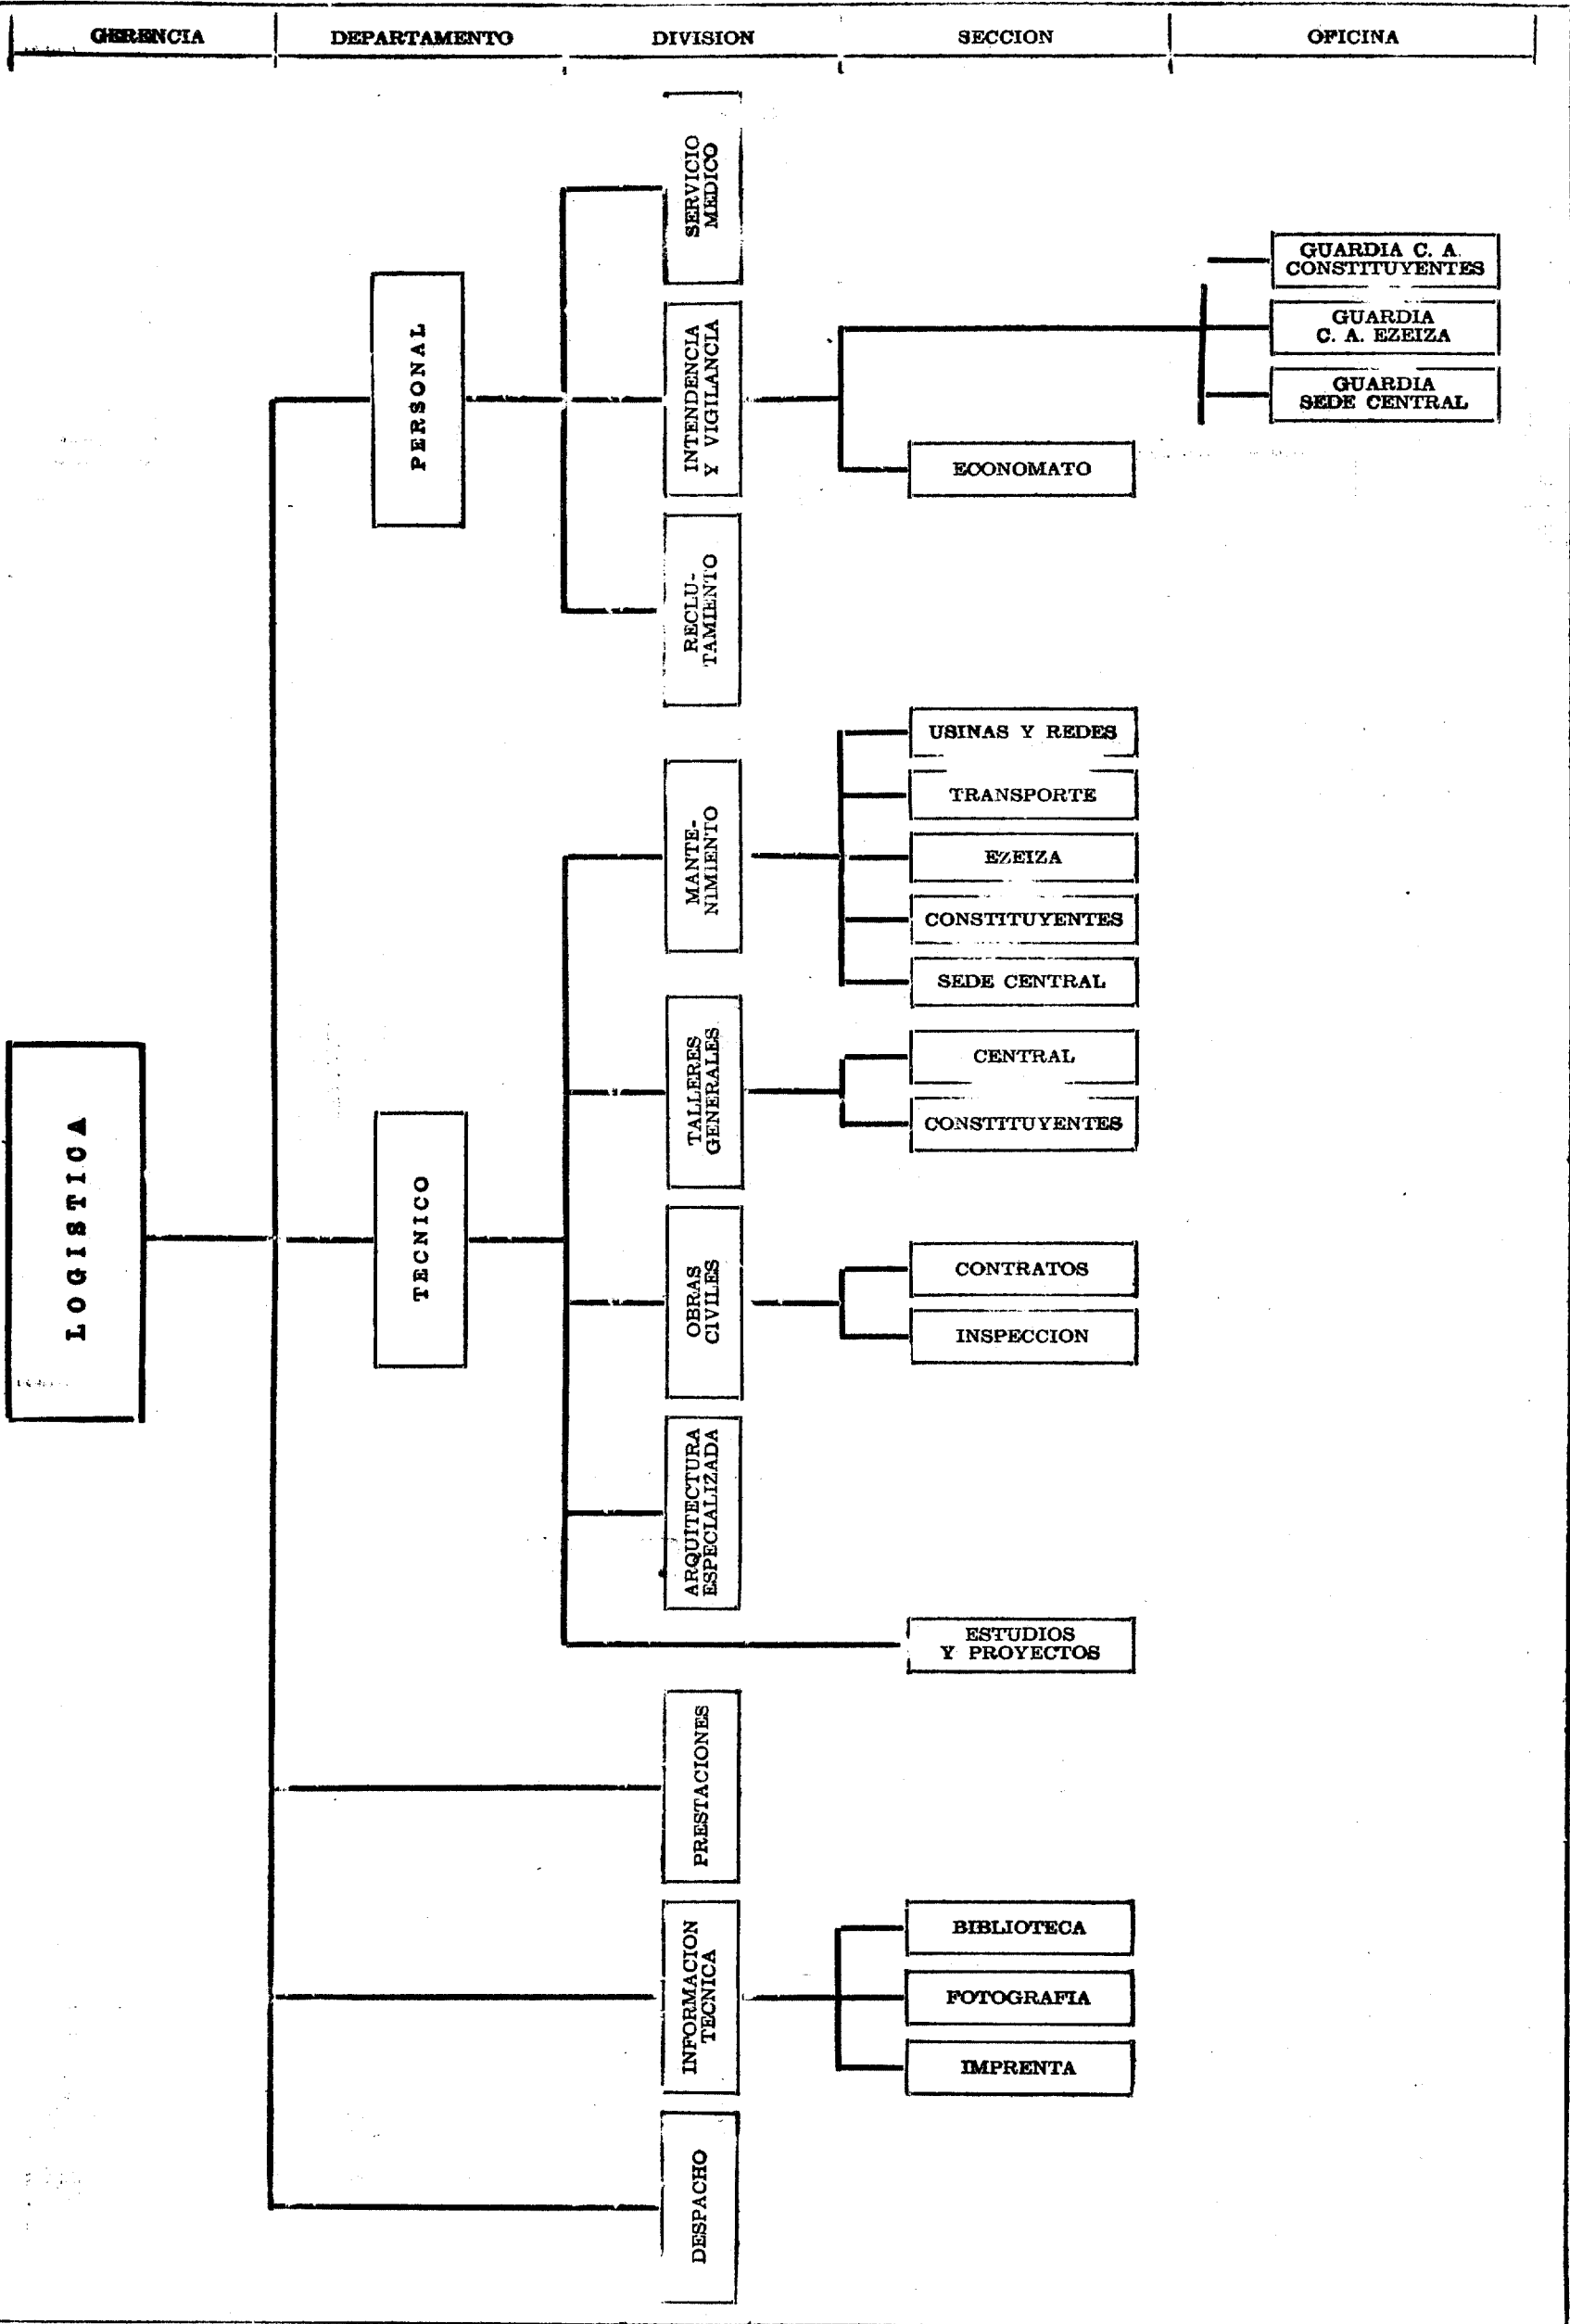 GERENCIA
DEPARTAMENTO
DIVISION
SECCION
OFICINA
LOGISTICA
PERSONAL
SERVICIO
MEDICO
INTENDENCIA
Y VIGILANCIA
GUARDIA C. A.
CONSTITUYENTES
GUARDIA
C. A. EZEIZA
GUARDIA
SEDE CENTRAL
ECONOMATO
RECLU-
TAMIENTO
TECNICO
MANTE-
NIMIENTO
USINAS Y REDES
TRANSPORTE
EZEIZA
CONSTITUYENTES
SEDE CENTRAL
TALLERES
GENERALES
CENTRAL
CONSTITUYENTES
OBRAS
CIVILES
CONTRATOS
INSPECCION
ARQUITECTURA
ESPECIALIZADA
ESTUDIOS
Y PROYECTOS
PRESTACIONES
INFORMACION
TECNICA
BIBLIOTECA
FOTOGRAFIA
IMPRENTA
DESPACHO